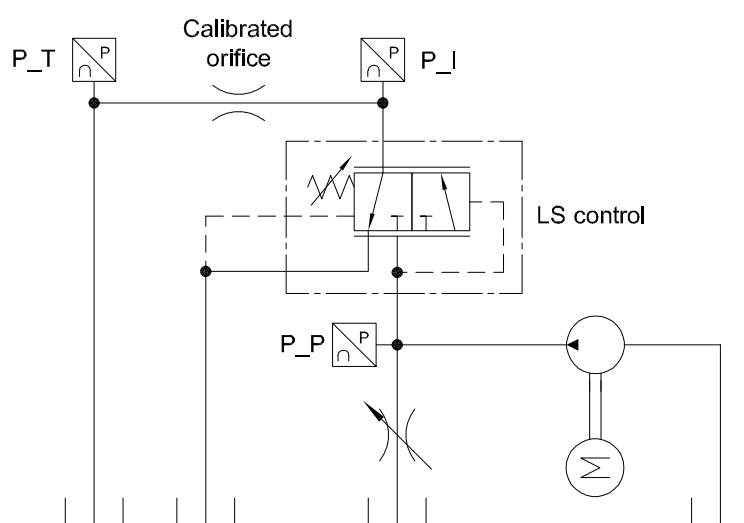 Calibrated
orifice
P_T
P
∩
P
∩
P_I
LS control
P_P
P
∩
M